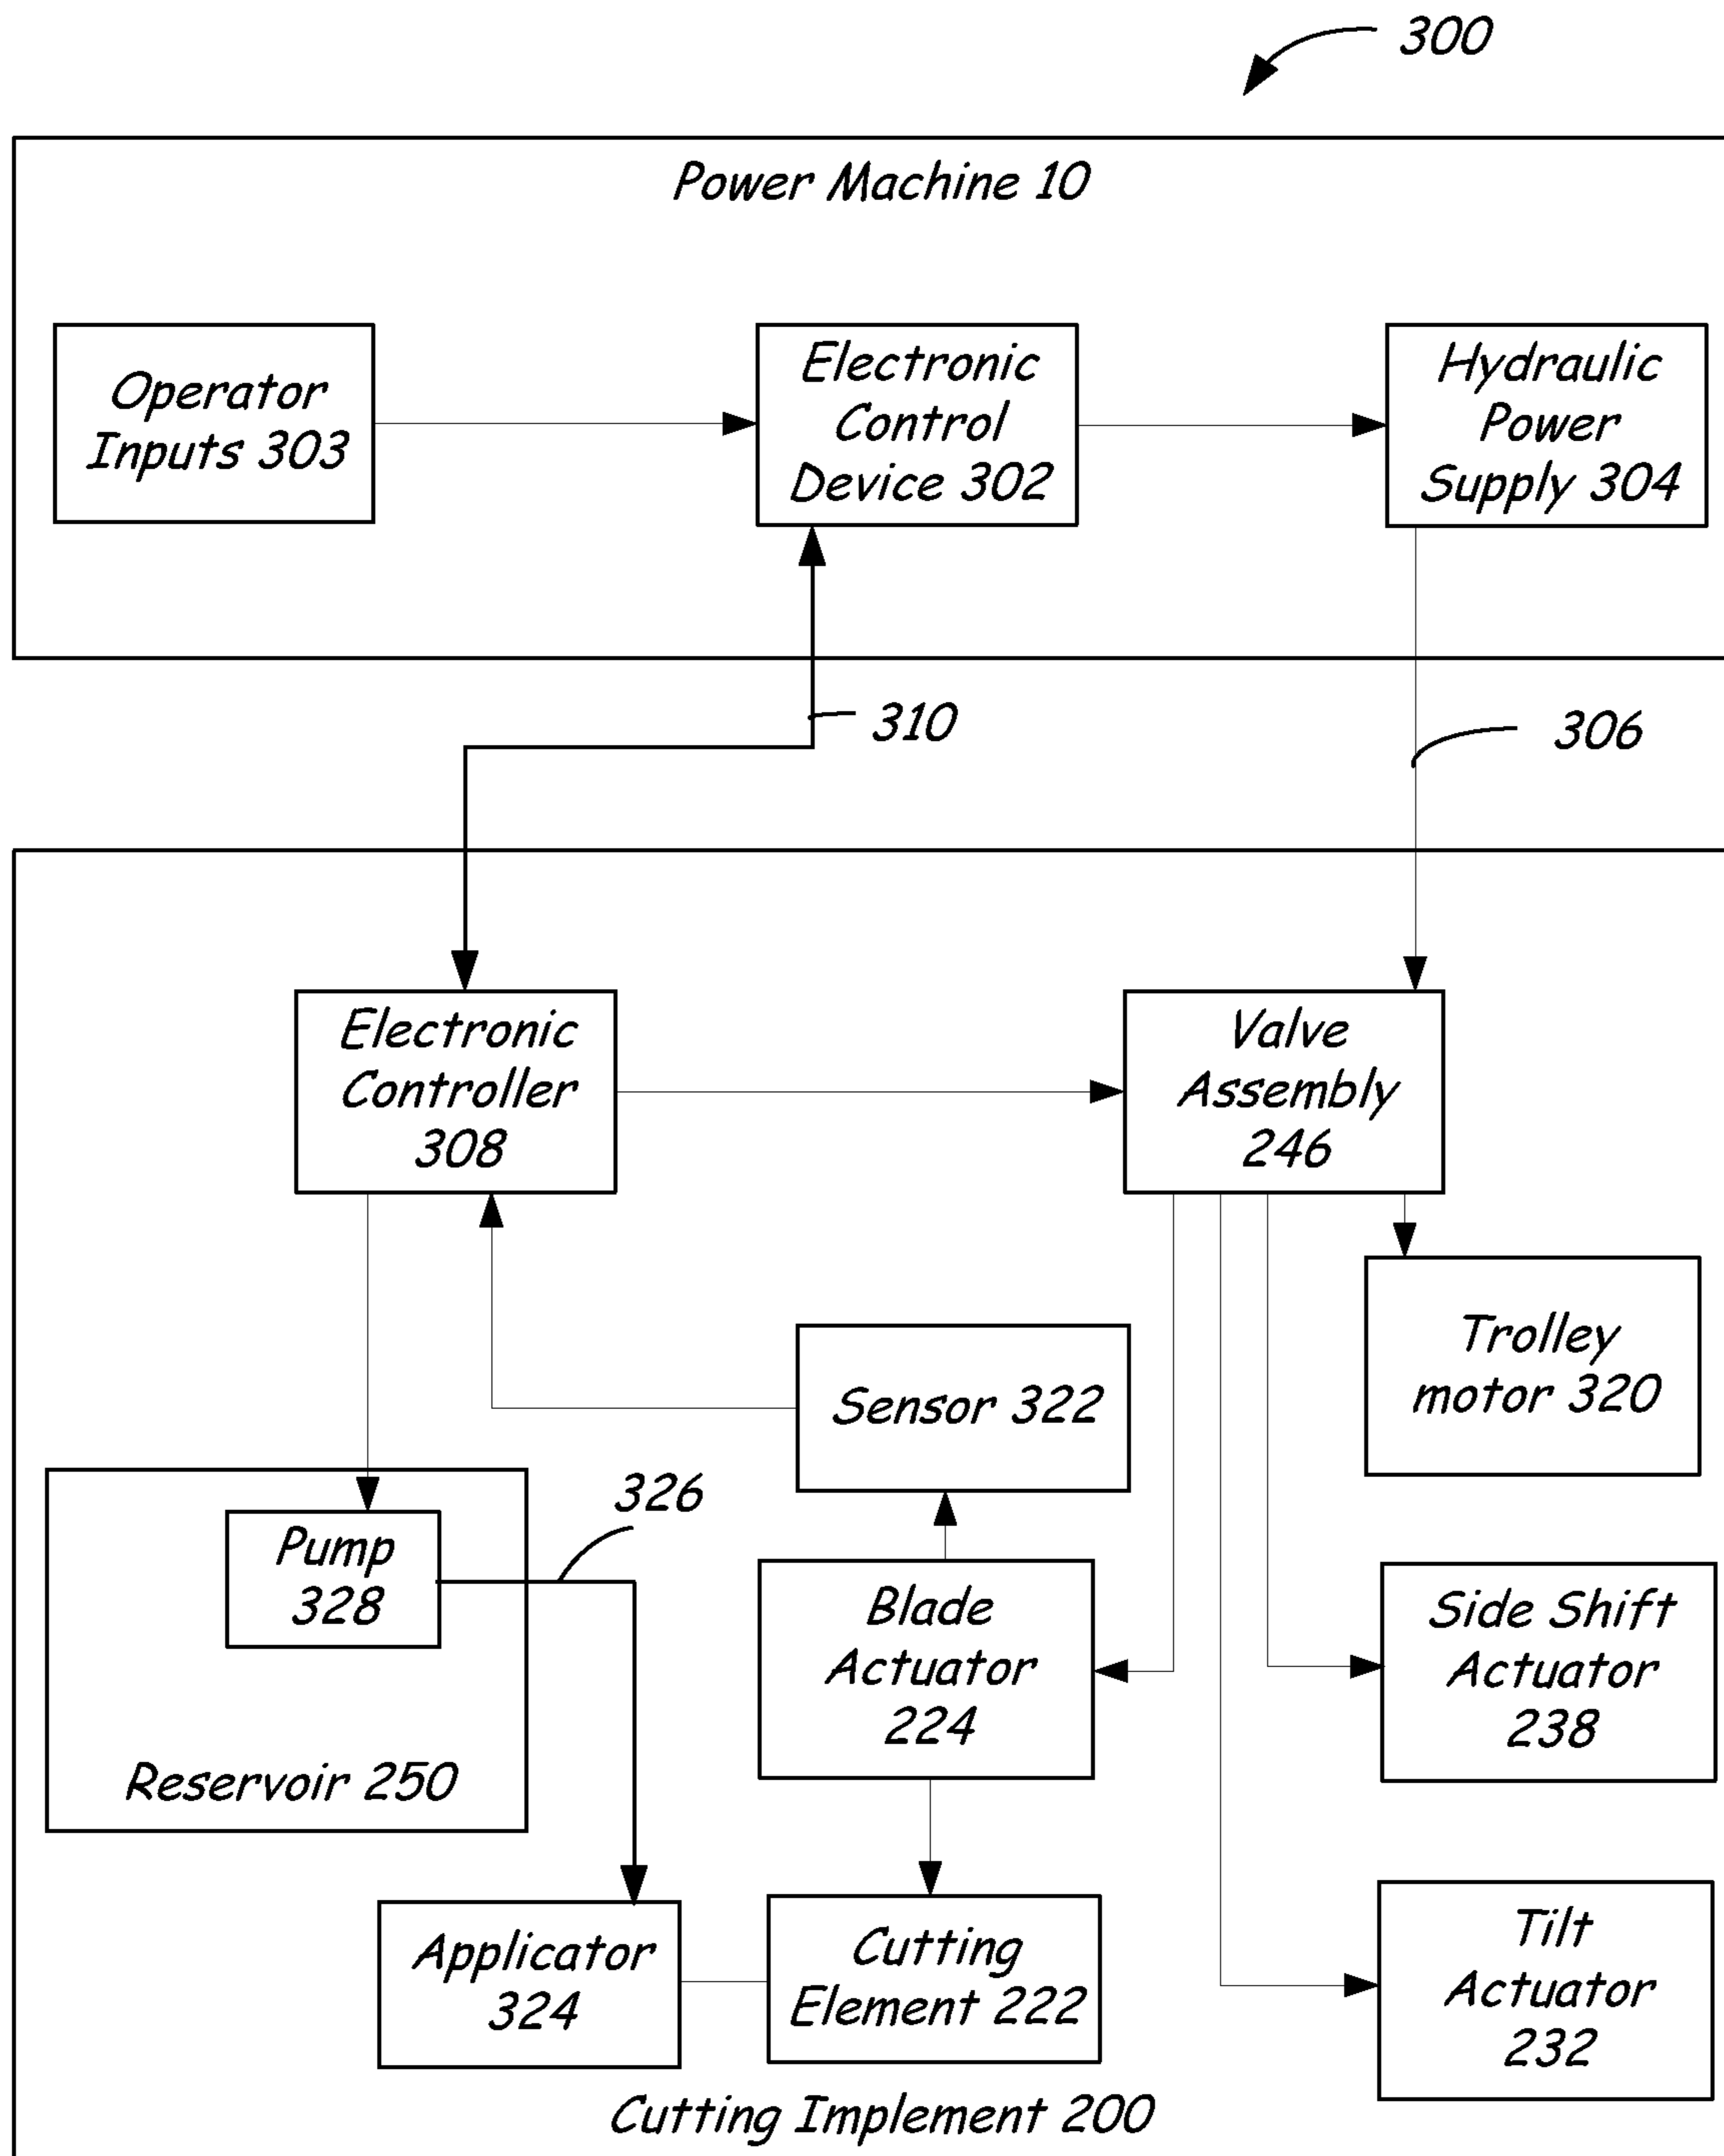 300
Power Machine 10
Operator
Inputs 303
Electronic
Control
Device 302
Hydraulic
Power
Supply 304
310
306
Electronic
Controller
308
Valve
Assembly
246
Trolley
motor 320
Sensor 322
326
Pump
328
Blade
Actuator
224
Side Shift
Actuator
238
Reservoir 250
Applicator
324
Cutting
Element 222
Tilt
Actuator
232
Cutting Implement 200